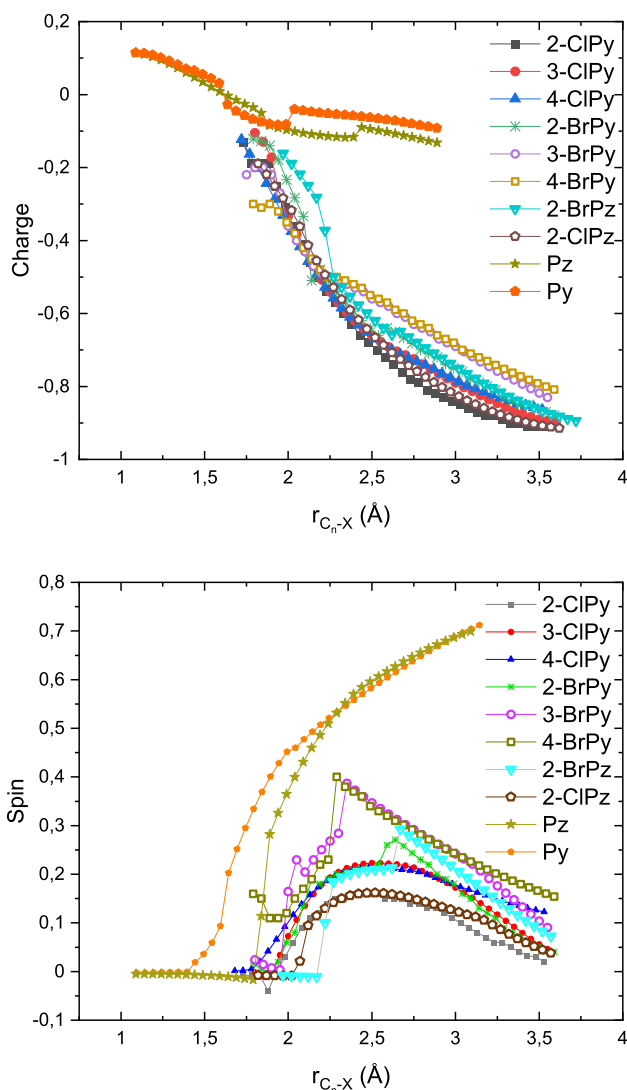 0,2
0
-0,2
-0,4
-0,6
-0,8
-1
Charge
1
1,5
2
2,5
3
3,5
4
r_{C_n-X} (Å)
2-ClPy
3-ClPy
4-ClPy
2-BrPy
3-BrPy
4-BrPy
2-BrPz
2-ClPz
Pz
Py
0,8
0,7
0,6
0,5
0,4
0,3
0,2
0,1
0
-0,1
Spin
1
1,5
2
2,5
3
3,5
4
r_{C_n-X} (Å)
2-ClPy
3-ClPy
4-ClPy
2-BrPy
3-BrPy
4-BrPy
2-BrPz
2-ClPz
Pz
Py